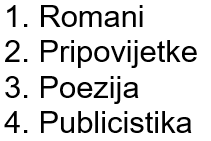 1. Romani
2. Pripovijetke
3. Poezija
4. Publicistika